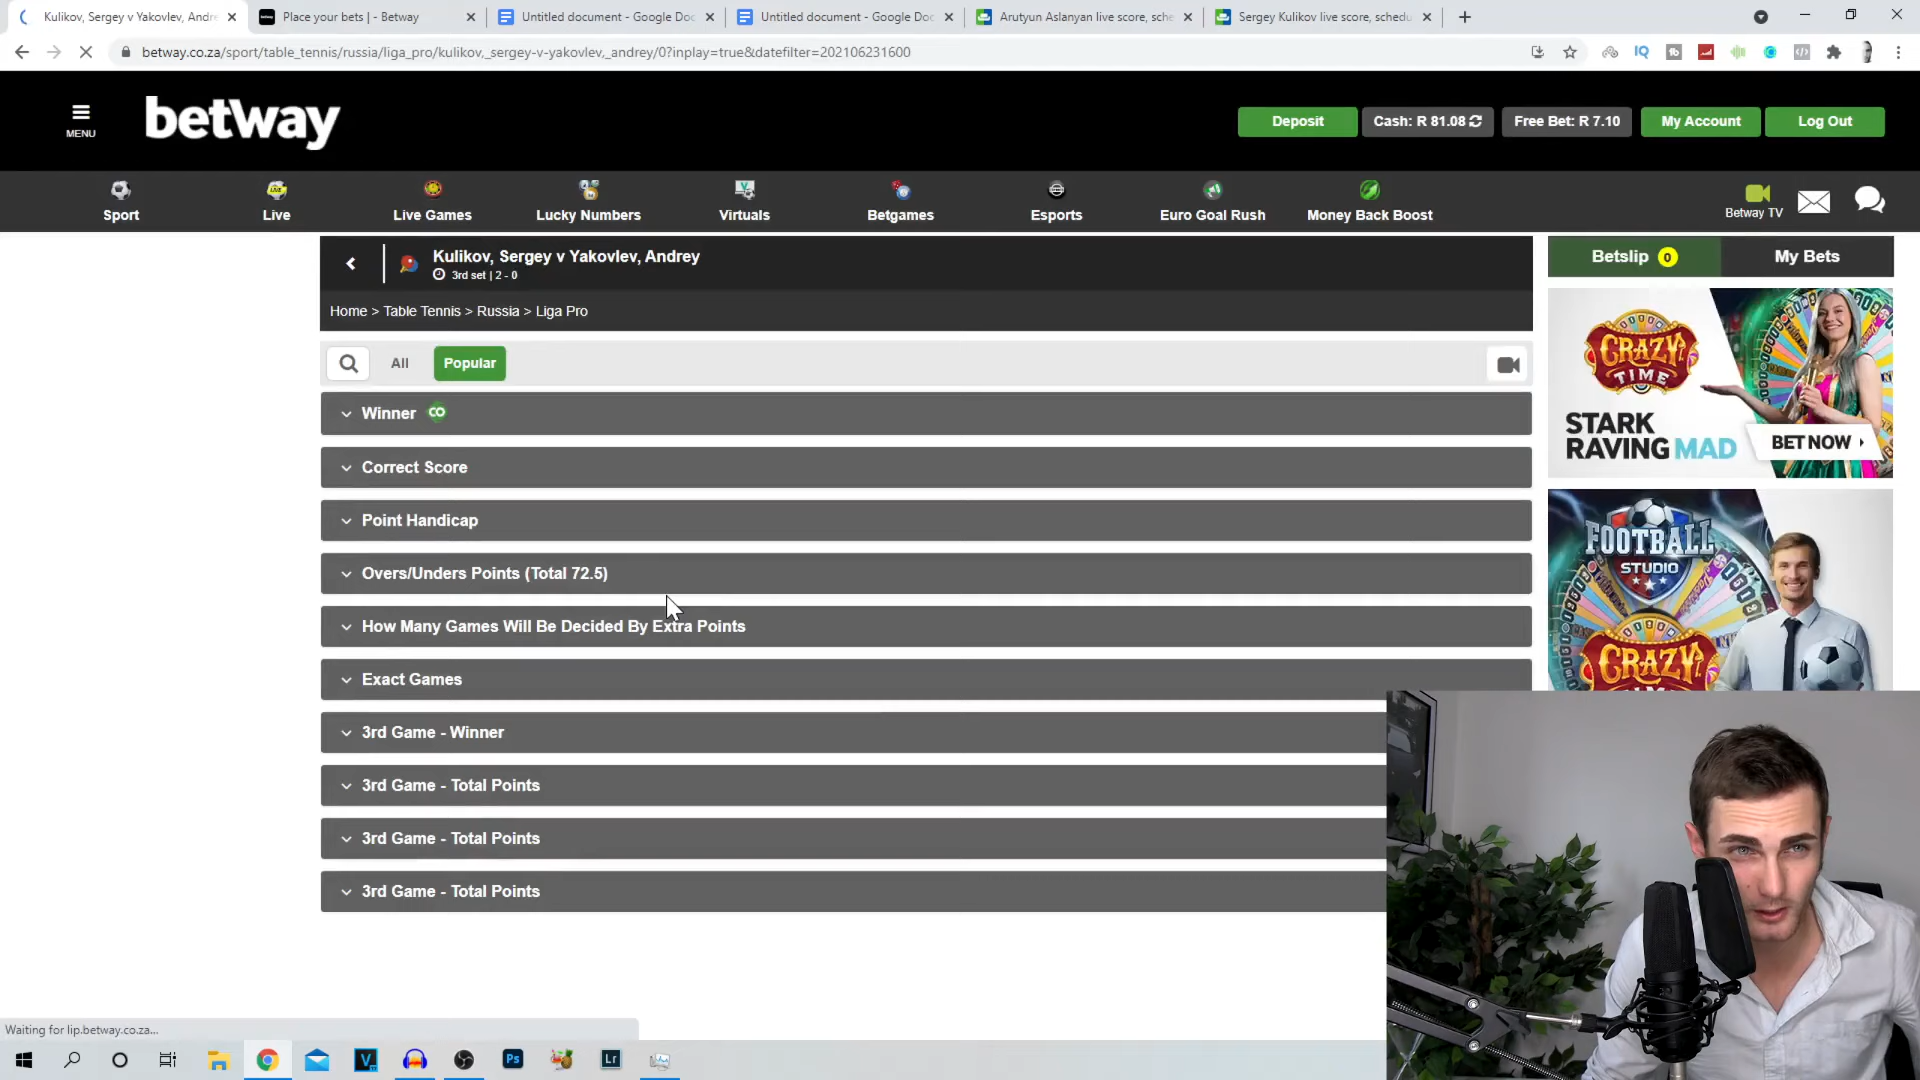 Kulikov, Sergey v Yakovlev, Andre
Place your bets | - Betway
Untitled document - Google Doc
Untitled document - Google Doc
Arutyun Aslanyan live score, sche
Sergey Kulikov live score, schedu
betway.co.za/sport/table_tennis/russia/liga_pro/kulikov,_sergey-v-yakovlev,_andrey/0?inplay=true&datefilter=202106231600
IQ
MENU
betway
Deposit
Cash: R 81.08
Free Bet: R 7.10
My Account
Log Out
Sport
LIVE
Live
Live Games
Lucky Numbers
Virtuals
Betgames
Esports
Euro Goal Rush
Money Back Boost
Betway TV
Kulikov, Sergey v Yakovlev, Andrey
3rd set | 2 - 0
Betslip 0
My Bets
Home > Table Tennis > Russia > Liga Pro
All
Popular
Winner CO
Correct Score
Point Handicap
Overs/Unders Points (Total 72.5)
How Many Games Will Be Decided By Extra Points
Exact Games
3rd Game - Winner
3rd Game - Total Points
3rd Game - Total Points
3rd Game - Total Points
CRAZY
TIME
STARK
RAVING MAD
BET NOW
FOOTBALL
STUDIO
CRAZY
Waiting for lip.betway.co.za...
V
Ps
Lr